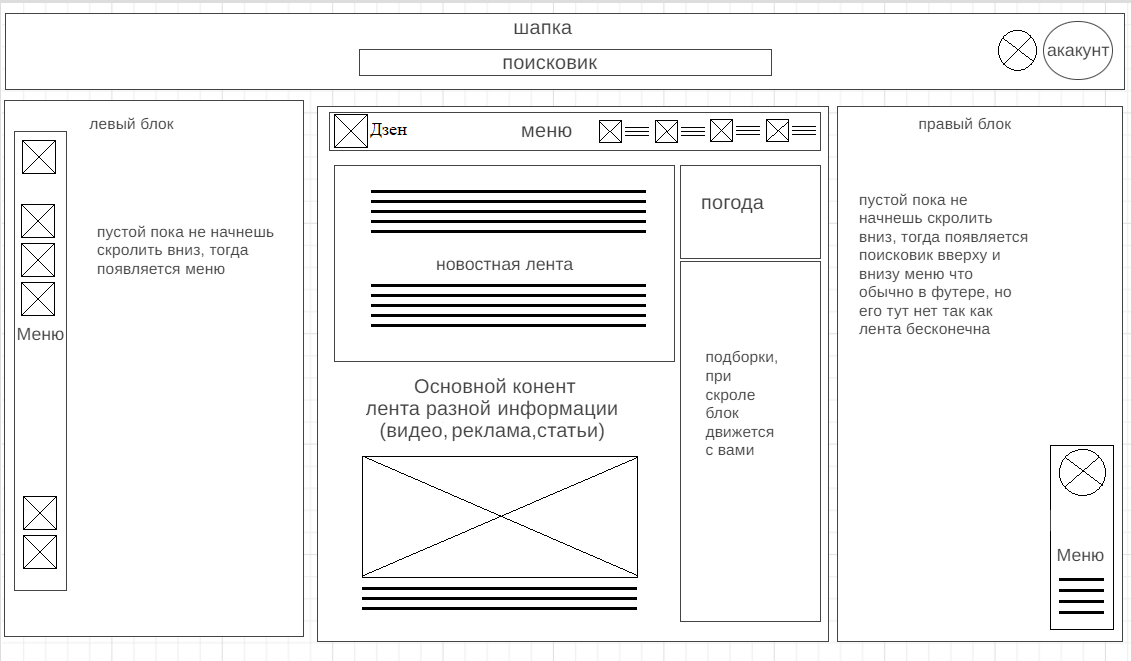 шапка
поисковик
акакунт
левый блок
пустой пока не начнешь
скролить вниз, тогда
появляется меню
Меню
Дзен
меню
новостная лента
погода
Основной конент
лента разной информации
(видео, реклама,статьи)
подборки,
при
скроле
блок
движется
с вами
правый блок
пустой пока не
начнешь скролить
вниз, тогда появляется
поисковик вверху и
внизу меню что
обычно в футере, но
его тут нет так как
лента бесконечна
Меню